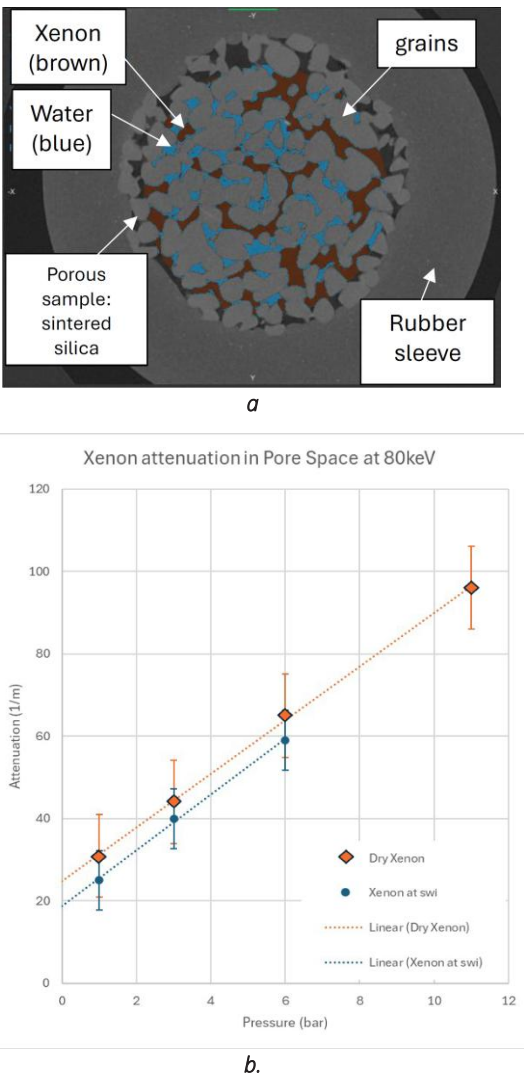 -Y
Xenon
(brown)
grains
Water
(blue)
-X
X
Porous
sample:
sintered
silica
Rubber
sleeve
Y
a
Xenon attenuation in Pore Space at 80keV
120
100
80
60
40
20
0
Attenuation (1/m)
Dry Xenon
Xenon at swi
Linear (Dry Xenon)
Linear (Xenon at swi)
0 2 4 6 8 10 12
Pressure (bar)
b.